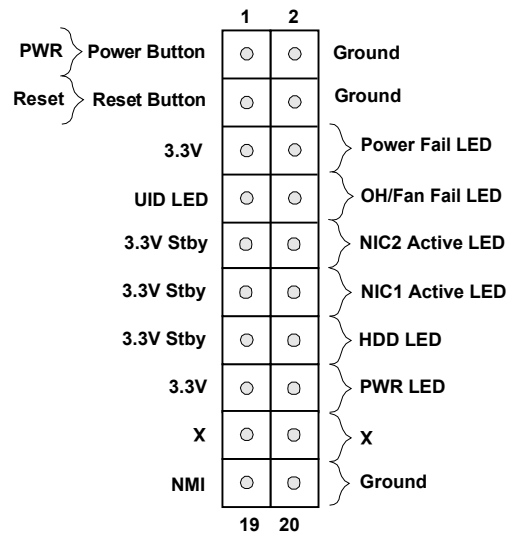 1 2
PWR Power Button Ground
Reset Reset Button Ground
3.3V Power Fail LED
UID LED OH/Fan Fail LED
3.3V Stby NIC2 Active LED
3.3V Stby NIC1 Active LED
3.3V Stby HDD LED
3.3V PWR LED
X X
NMI Ground
19 20